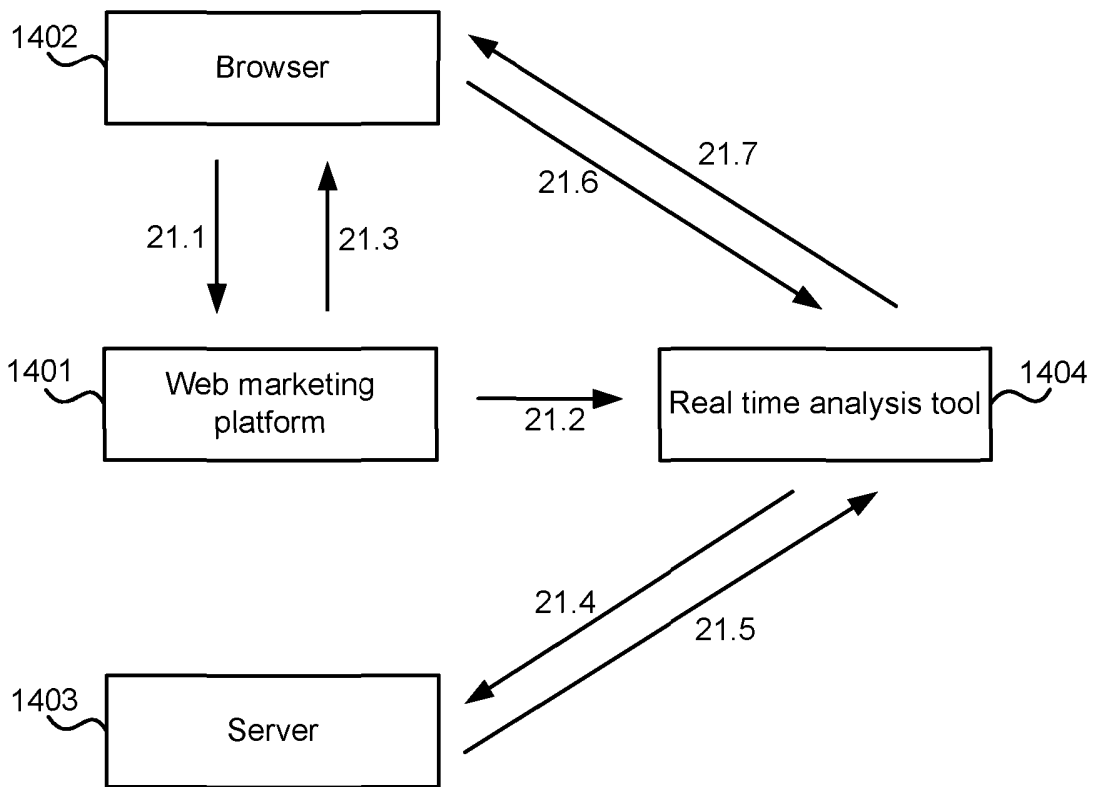 1402
Browser
21.7
21.6
21.1
21.3
1401
Web marketing
platform
21.2
Real time analysis tool
1404
21.4
21.5
1403
Server